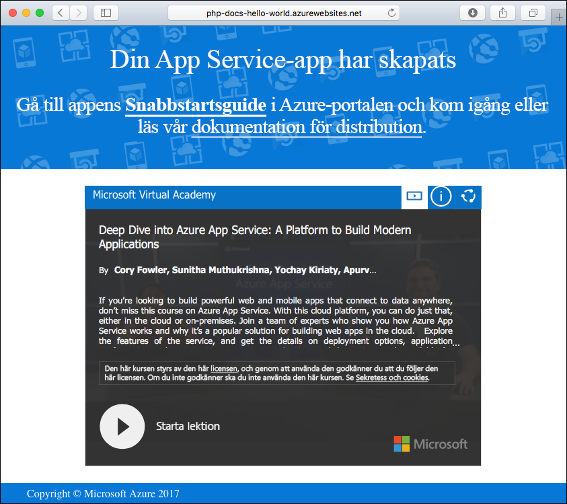 php-docs-hello-world.azurewebsites.net
Din App Service-app har skapats
Gå till appens Snabbstartsguide i Azure-portalen och kom igång eller
läs vår dokumentation för distribution.
Microsoft Virtual Academy
Deep Dive into Azure App Service: A Platform to Build Modern
Applications
By Cory Fowler, Sunitha Muthukrishna, Yochay Kiriaty, Apurv...
If you're looking to build powerful web and mobile apps that connect to data anywhere,
don't miss this course on Azure App Service. With this cloud platform, you can do just that,
either in the cloud or on-premises. Join a team of experts who show you how Azure App
Service works and why it's a popular solution for building web apps in the cloud. Explore
the features of the service, and get the details on deployment options, application...
Den här kursen styrs av den här licensen, och genom att använda den godkänner du att du följer den
här licensen. Om du inte godkänner ska du inte använda den här kursen. Se Sekretess och cookies.
Starta lektion
Microsoft
Copyright © Microsoft Azure 2017